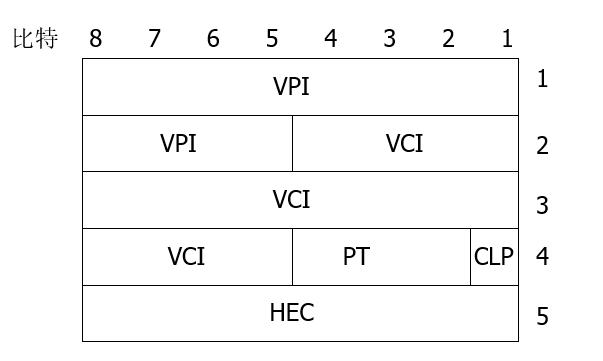 比特 8 7 6 5 4 3 2 1
VPI 1
VPI VCI 2
VCI 3
VCI PT CLP 4
HEC 5